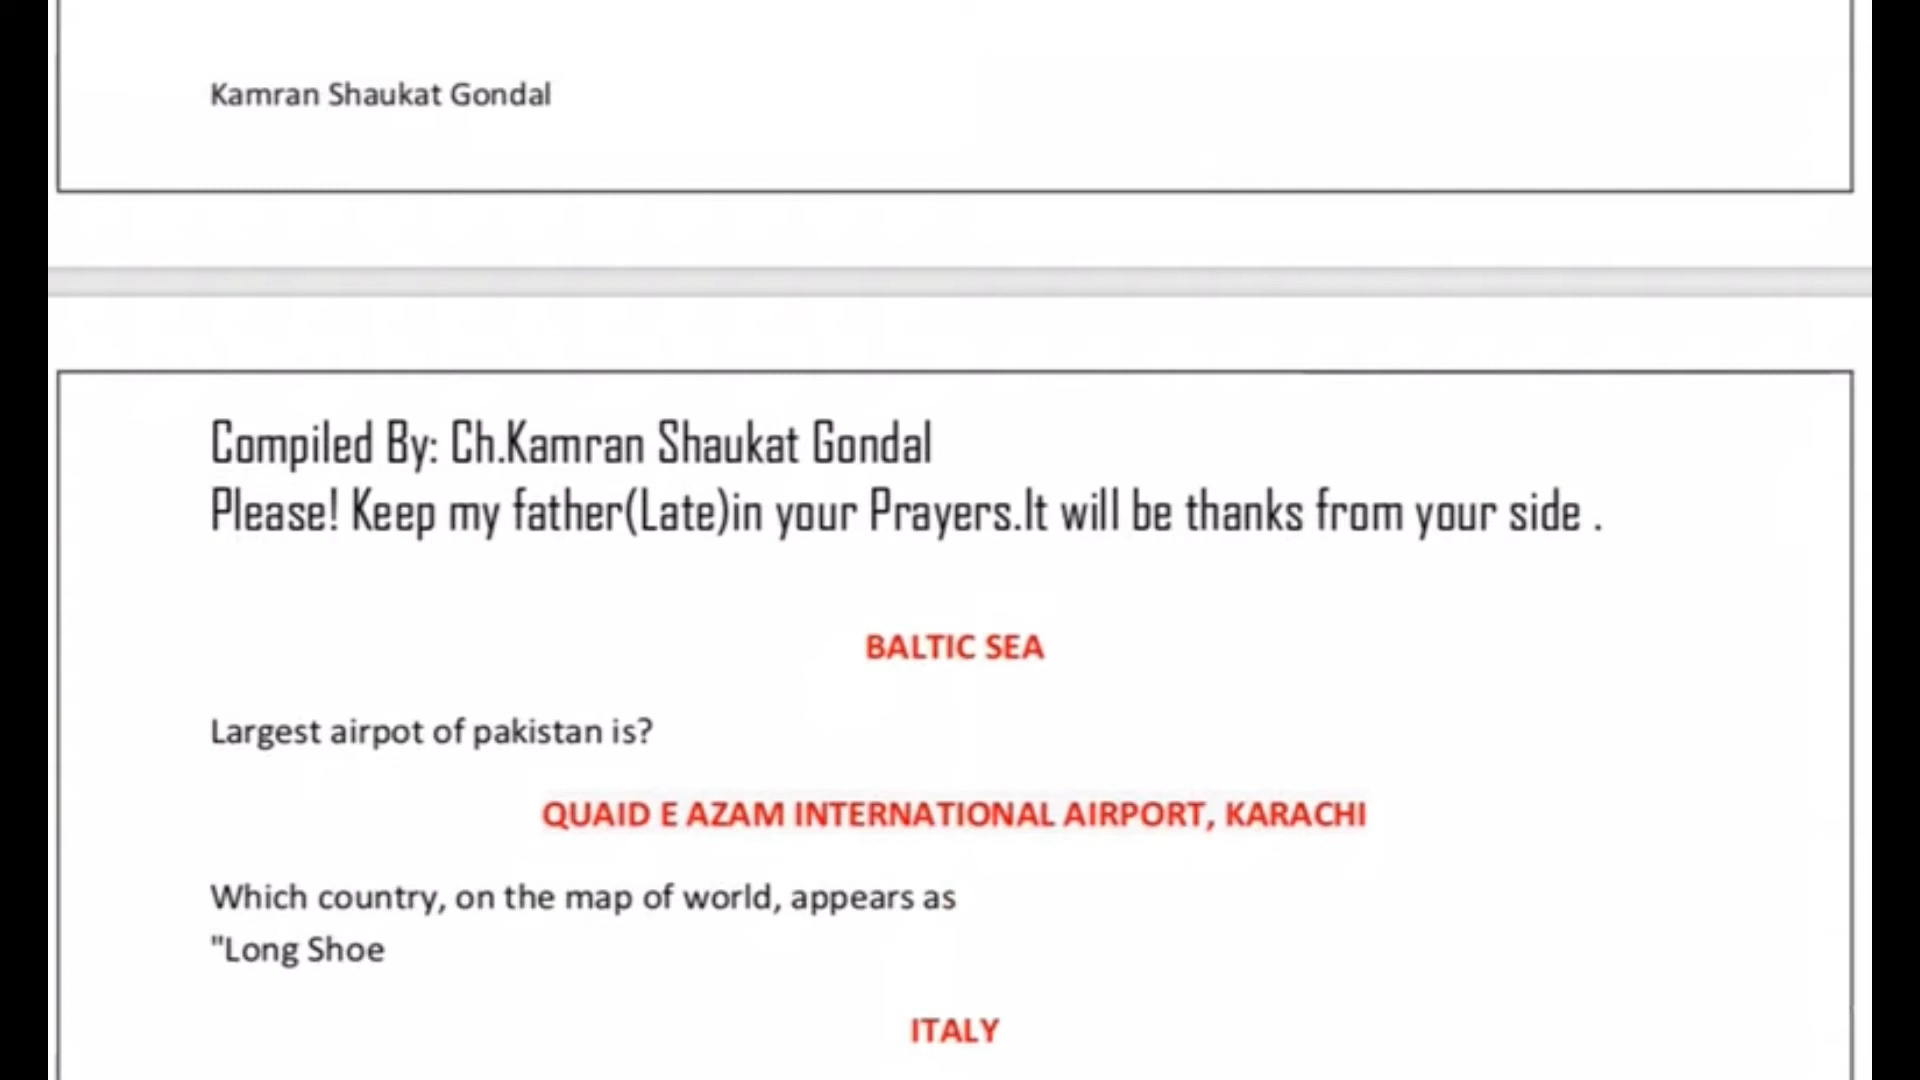 Kamran Shaukat Gondal
Compiled By: Ch.Kamran Shaukat Gondal
Please! Keep my father(Late)in your Prayers.It will be thanks from your side .
BALTIC SEA
Largest airpot of pakistan is?
QUAID E AZAM INTERNATIONAL AIRPORT, KARACHI
Which country, on the map of world, appears as
"Long Shoe
ITALY